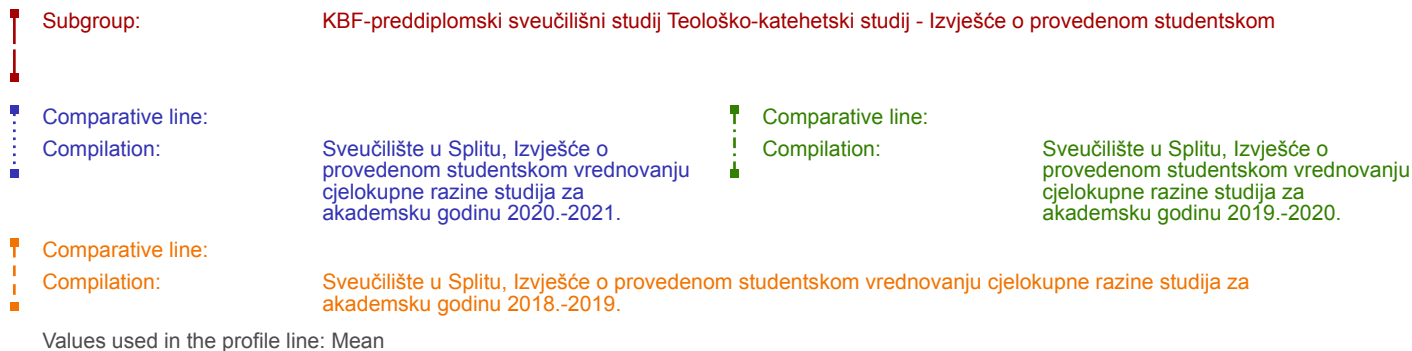 Subgroup: KBF-preddiplomski sveučilišni studij Teološko-katehetski studij - Izvješće o provedenom studentskom
Comparative line:
Compilation: Sveučilište u Splitu, Izvješće o
provedenom studentskom vrednovanju
cjelokupne razine studija za
akademsku godinu 2020.-2021.
Comparative line:
Compilation: Sveučilište u Splitu, Izvješće o
provedenom studentskom vrednovanju
cjelokupne razine studija za
akademsku godinu 2019.-2020.
Comparative line:
Compilation: Sveučilište u Splitu, Izvješće o provedenom studentskom vrednovanju cjelokupne razine studija za
akademsku godinu 2018.-2019.
Values used in the profile line: Mean